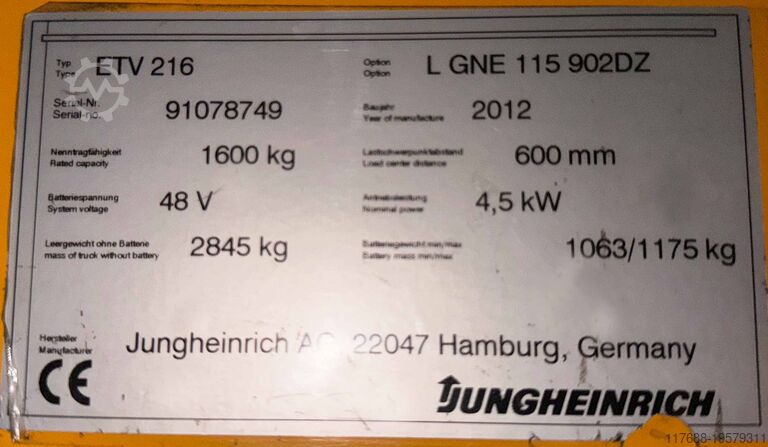 Typ ETV 216 Option L GNE 115 902DZ
Type Option
Serial-Nr. 91078749 Baujahr 2012
Serial-no. Year of manufacture
Nenntragfähigkeit 1600 kg Lastschwerpunktabstand 600 mm
Rated capacity Load center distance
Batteriespannung 48 V Antriebsleistung 4,5 kW
System voltage Nominal power
Leergewicht ohne Batterie 2845 kg Batteriegewicht min/max 1063/1175 kg
mass of truck without battery Battery mass min/max
Hersteller Jungheinrich AG, 22047 Hamburg, Germany
Manufacturer
CE JUNGHEINRICH
117688-19579311